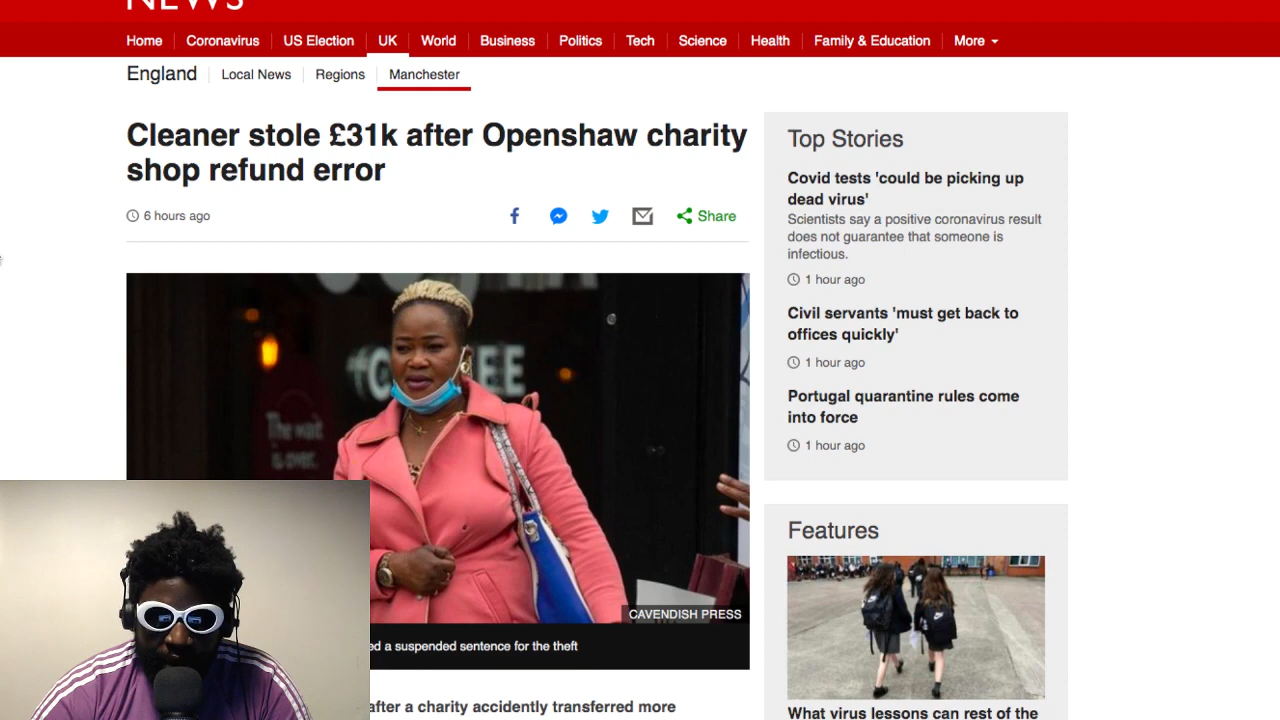 NEWS
Home Coronavirus US Election UK World Business Politics Tech Science Health Family & Education More
England Local News Regions Manchester
Cleaner stole £31k after Openshaw charity
shop refund error
6 hours ago
Share
The wait
is over.
CAVENDISH PRESS
ed a suspended sentence for the theft
after a charity accidently transferred more
Top Stories
Covid tests 'could be picking up
dead virus'
Scientists say a positive coronavirus result
does not guarantee that someone is
infectious.
1 hour ago
Civil servants 'must get back to
offices quickly'
1 hour ago
Portugal quarantine rules come
into force
1 hour ago
Features
What virus lessons can rest of the